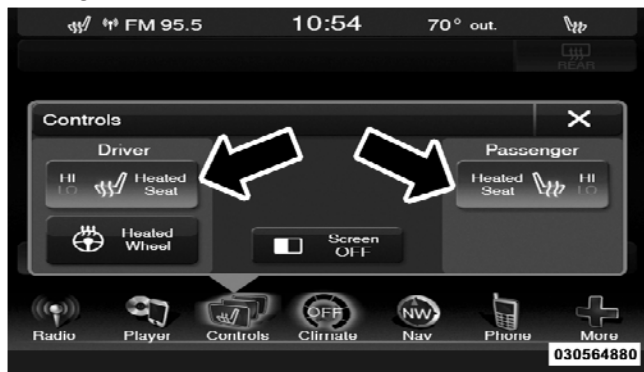 FM 95.5 10:54 70° out.
REAR
Controls
Driver Passenger
HI LO Heated Seat
Heated Seat HI LO
Heated Wheel
Screen OFF
OFF
NW
Radio Player Controls Climate Nav Phone More
030564880